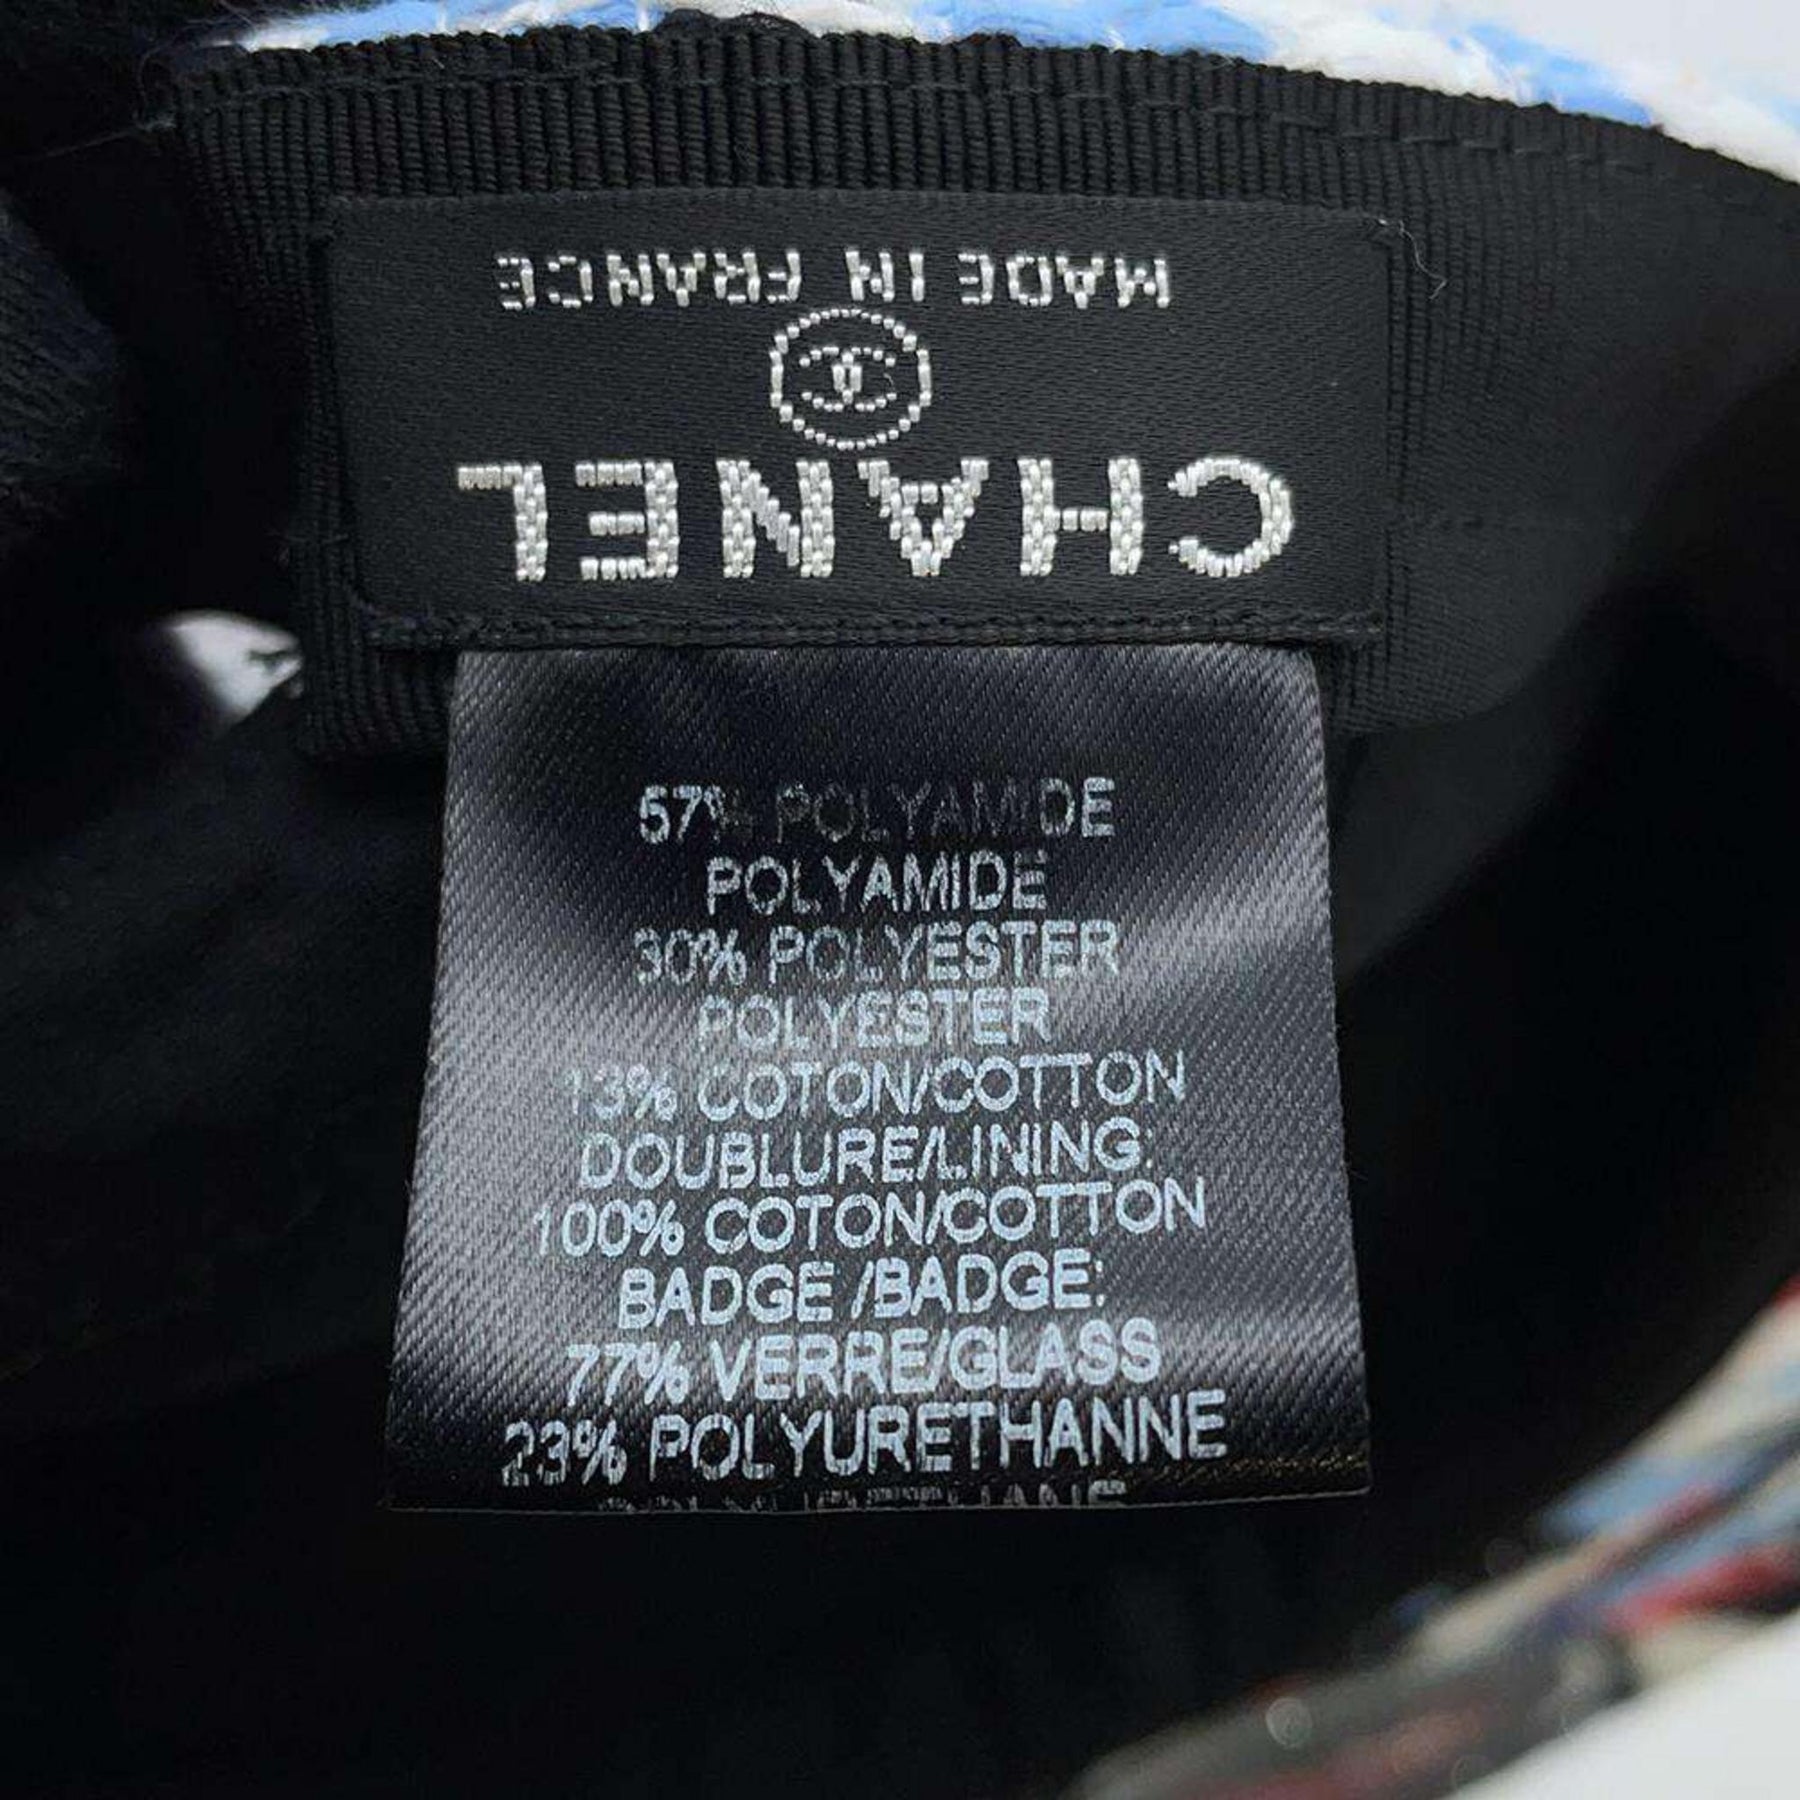 MADE IN FRANCE
CHANEL
57% POLYAMIDE
POLYAMIDE
30% POLYESTER
POLYESTER
13% COTON/COTTON
DOUBLURE/LINING:
100% COTON/COTTON
BADGE /BADGE:
77% VERRE/GLASS
23% POLYURETHANNE